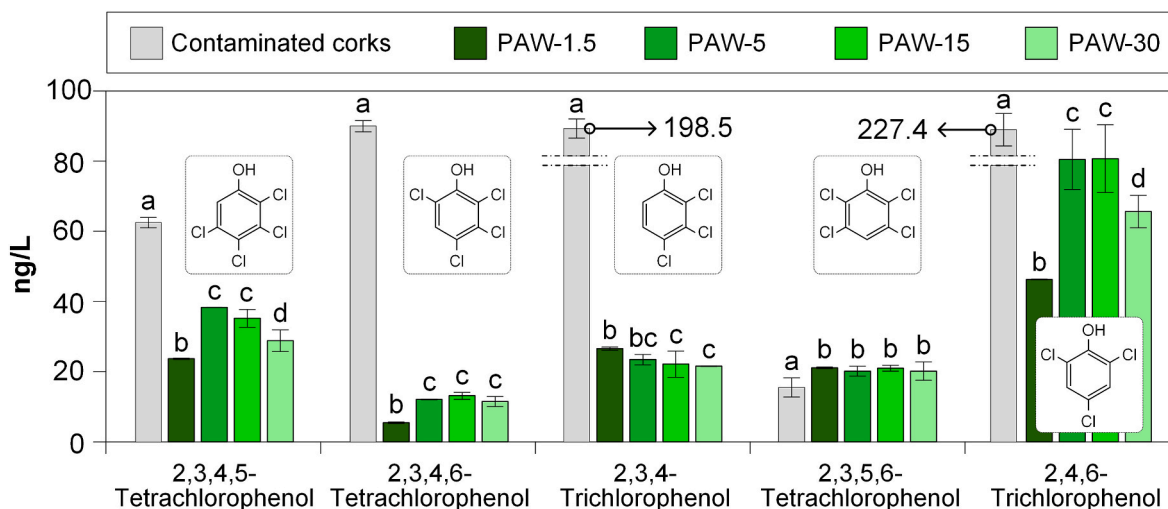 Contaminated corks PAW-1.5 PAW-5 PAW-15 PAW-30
ng/L
100
80
60
40
20
0
a b c c d
a b c c c
a b bc c c
a b b b b
a b c c d
198.5
227.4
OH Cl Cl Cl Cl
OH Cl Cl Cl Cl
OH Cl Cl Cl
OH Cl Cl Cl Cl
OH Cl Cl Cl
2,3,4,5-
Tetrachlorophenol
2,3,4,6-
Tetrachlorophenol
2,3,4-
Trichlorophenol
2,3,5,6-
Tetrachlorophenol
2,4,6-
Trichlorophenol